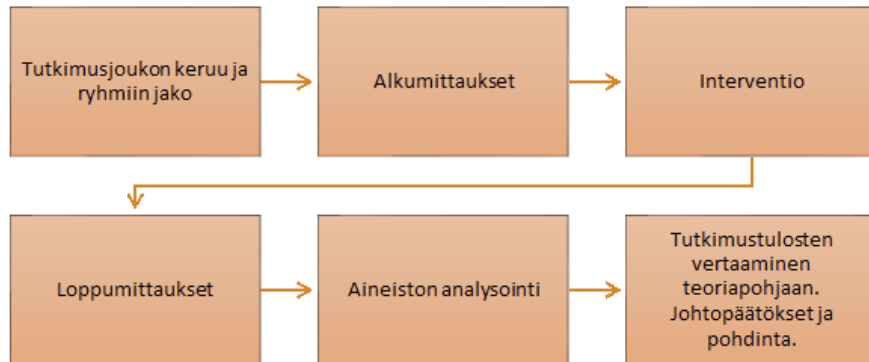 Tutkimusjoukon keruu ja
ryhmiin jako
Alkumittaukset
Interventio
Loppumittaukset
Aineiston analysointi
Tutkimustulosten
vertaaminen
teoriapohjaan.
Johtopäätökset ja
pohdinta.